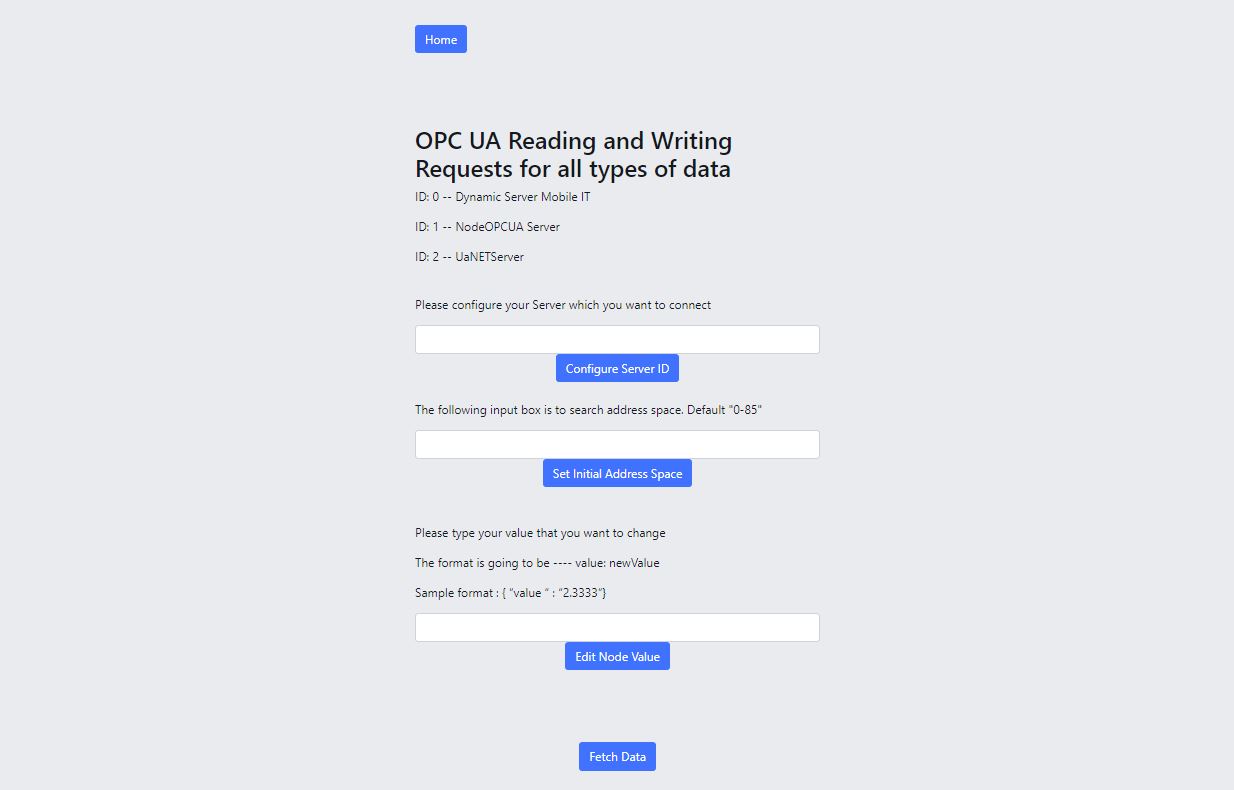 Home
OPC UA Reading and Writing
Requests for all types of data
ID: 0 -- Dynamic Server Mobile IT
ID: 1 -- NodeOPCUA Server
ID: 2 -- UaNETServer
Please configure your Server which you want to connect
Configure Server ID
The following input box is to search address space. Default "0-85"
Set Initial Address Space
Please type your value that you want to change
The format is going to be ---- value: newValue
Sample format : { “value “ : “2.3333”}
Edit Node Value
Fetch Data